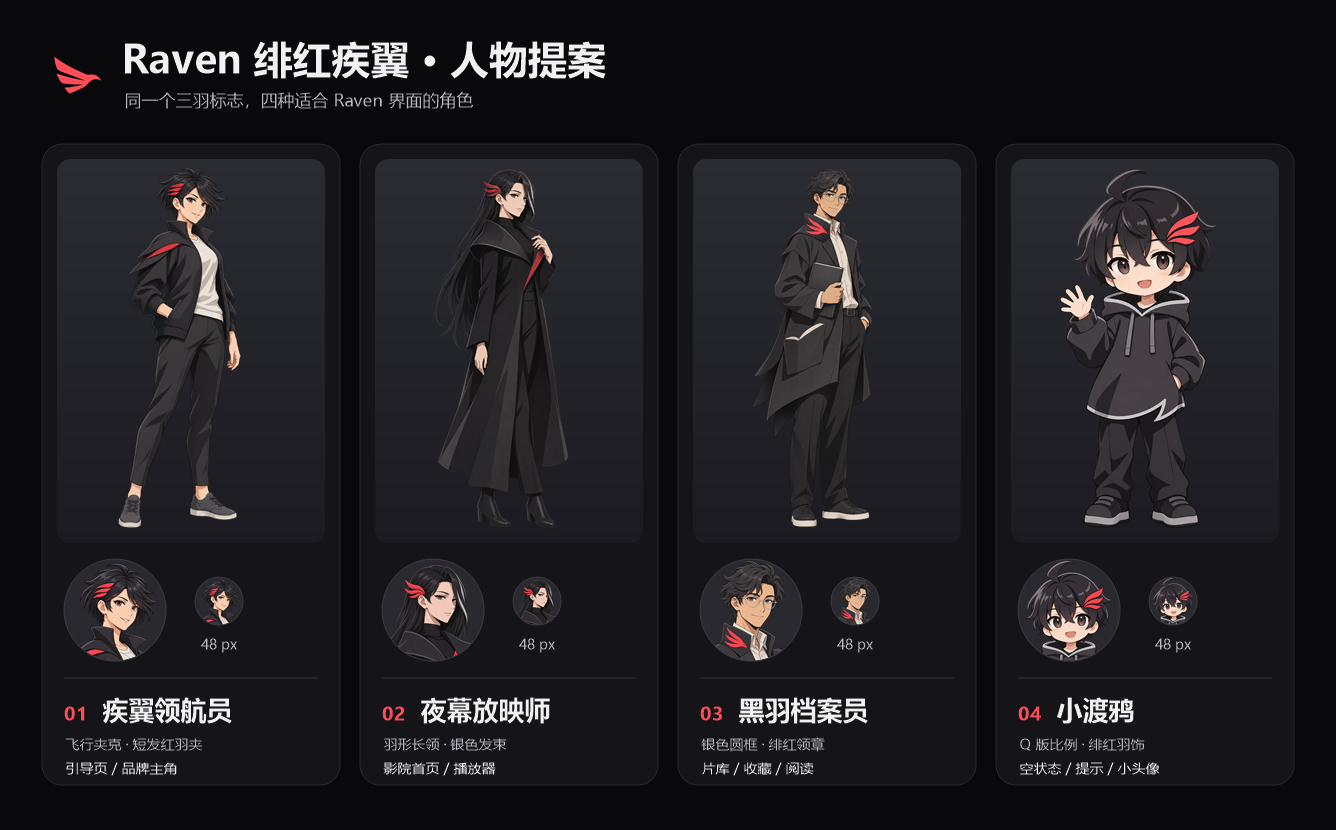 Raven 绯红疾翼 · 人物提案
同一个三羽标志，四种适合 Raven 界面的角色
48 px
01 疾翼领航员
飞行夹克 · 短发红羽夹
引导页 / 品牌主角
48 px
02 夜幕放映师
羽形长领 · 银色发束
影院首页 / 播放器
48 px
03 黑羽档案员
银色圆框 · 绯红领章
片库 / 收藏 / 阅读
48 px
04 小渡鸦
Q 版比例 · 绯红羽饰
空状态 / 提示 / 小头像